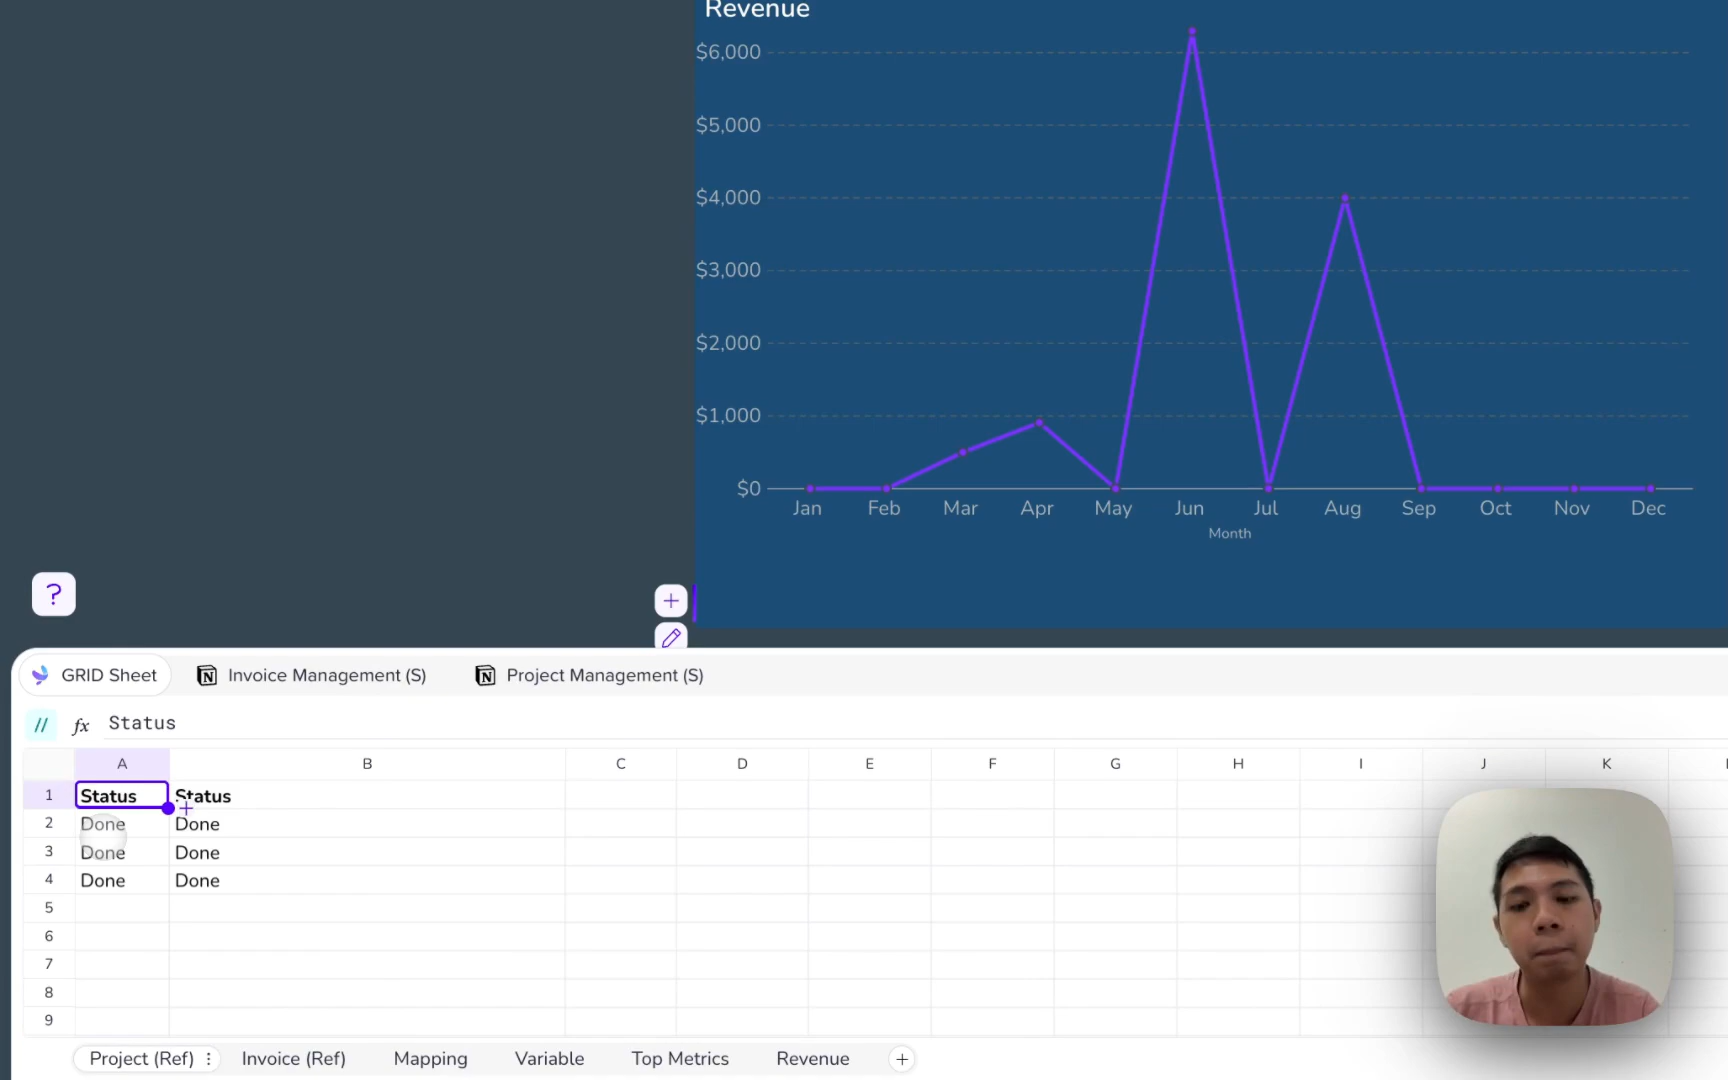 Revenue
$6,000
$5,000
$4,000
$3,000
$2,000
$1,000
$0
Jan Feb Mar Apr May Jun Jul Aug Sep Oct Nov Dec
Month
?
GRID Sheet Invoice Management (S) Project Management (S)
// fx Status
A B C D E F G H I J K
1 Status Status
2 Done Done
3 Done Done
4 Done Done
5
6
7
8
9
Project (Ref) Invoice (Ref) Mapping Variable Top Metrics Revenue +